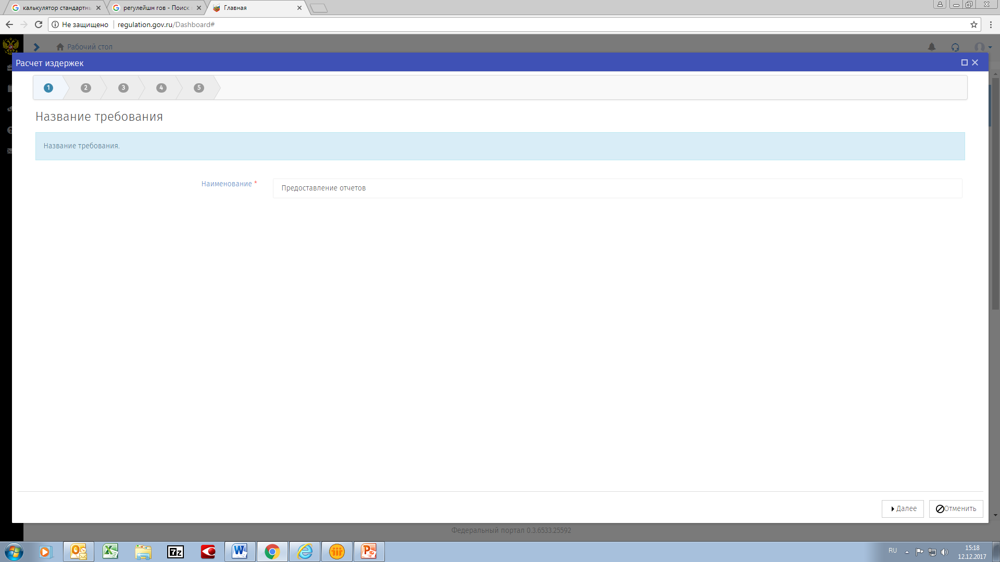 калькулятор стандартнь
регулейшн гов - Поиск
Главная
Не защищено
regulation.gov.ru/Dashboard#
Рабочий стол
Расчет издержек
1
2
3
4
5
Название требования
Название требования.
Наименование *
Предоставление отчетов
Далее
Отменить
Федеральный портал 0.3.6533.25592
7z
RU
15:18
12.12.2017